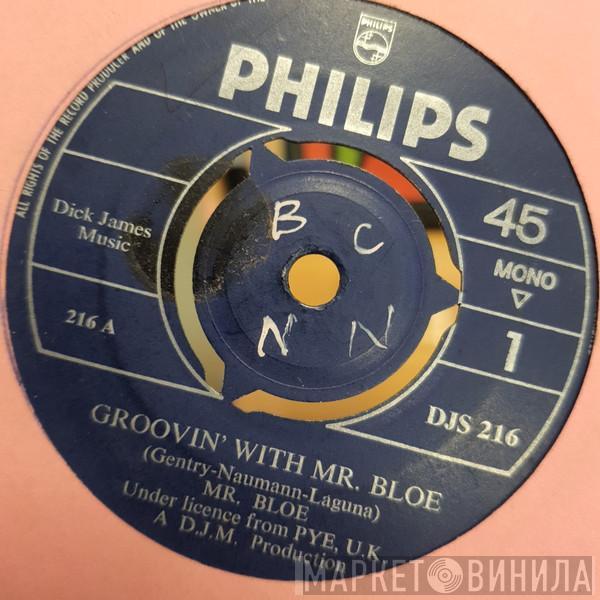 ALL RIGHTS OF THE RECORD PRODUCER AND OF THE OWNER OF THE
PHILIPS
PHILIPS
Dick James
Music
216 A
45
MONO
1
DJS 216
B C
N N
GROOVIN' WITH MR. BLOE
(Gentry-Naumann-Laguna)
MR. BLOE
Under licence from PYE, U.K
A D.J.M. Production
МАРКЕТ ВИНИЛА